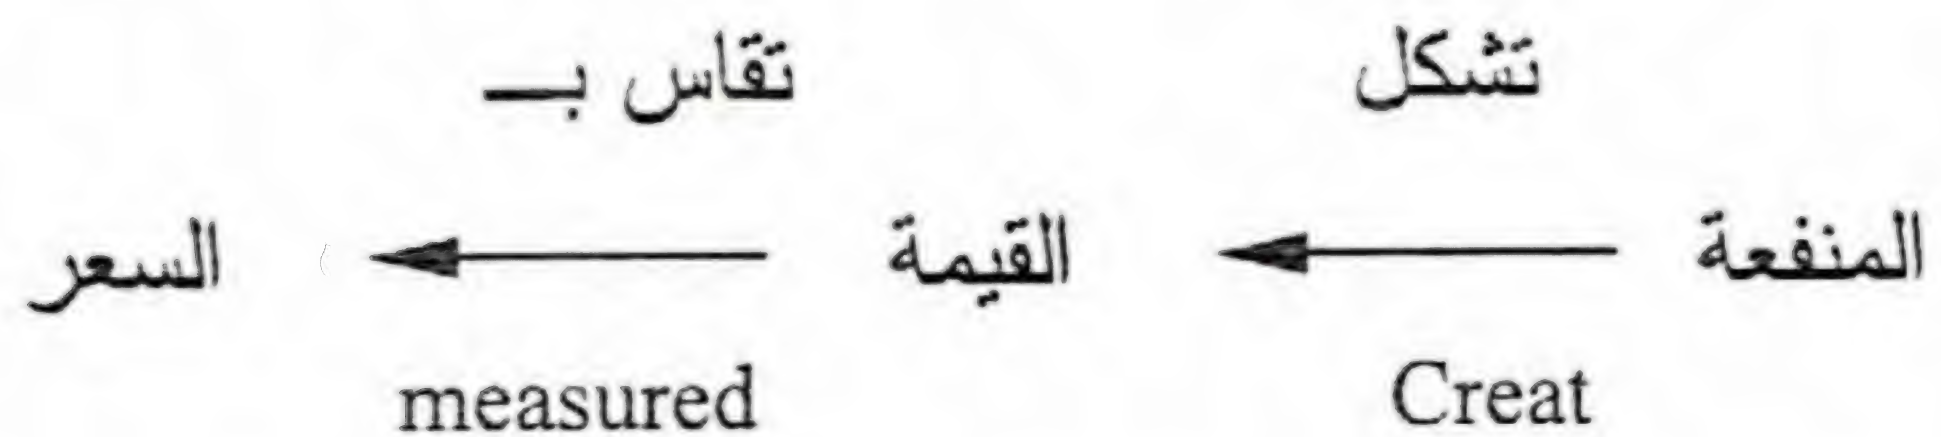 تشكل تقاس بـ
المنفعة القيمة السعر
Creat measured